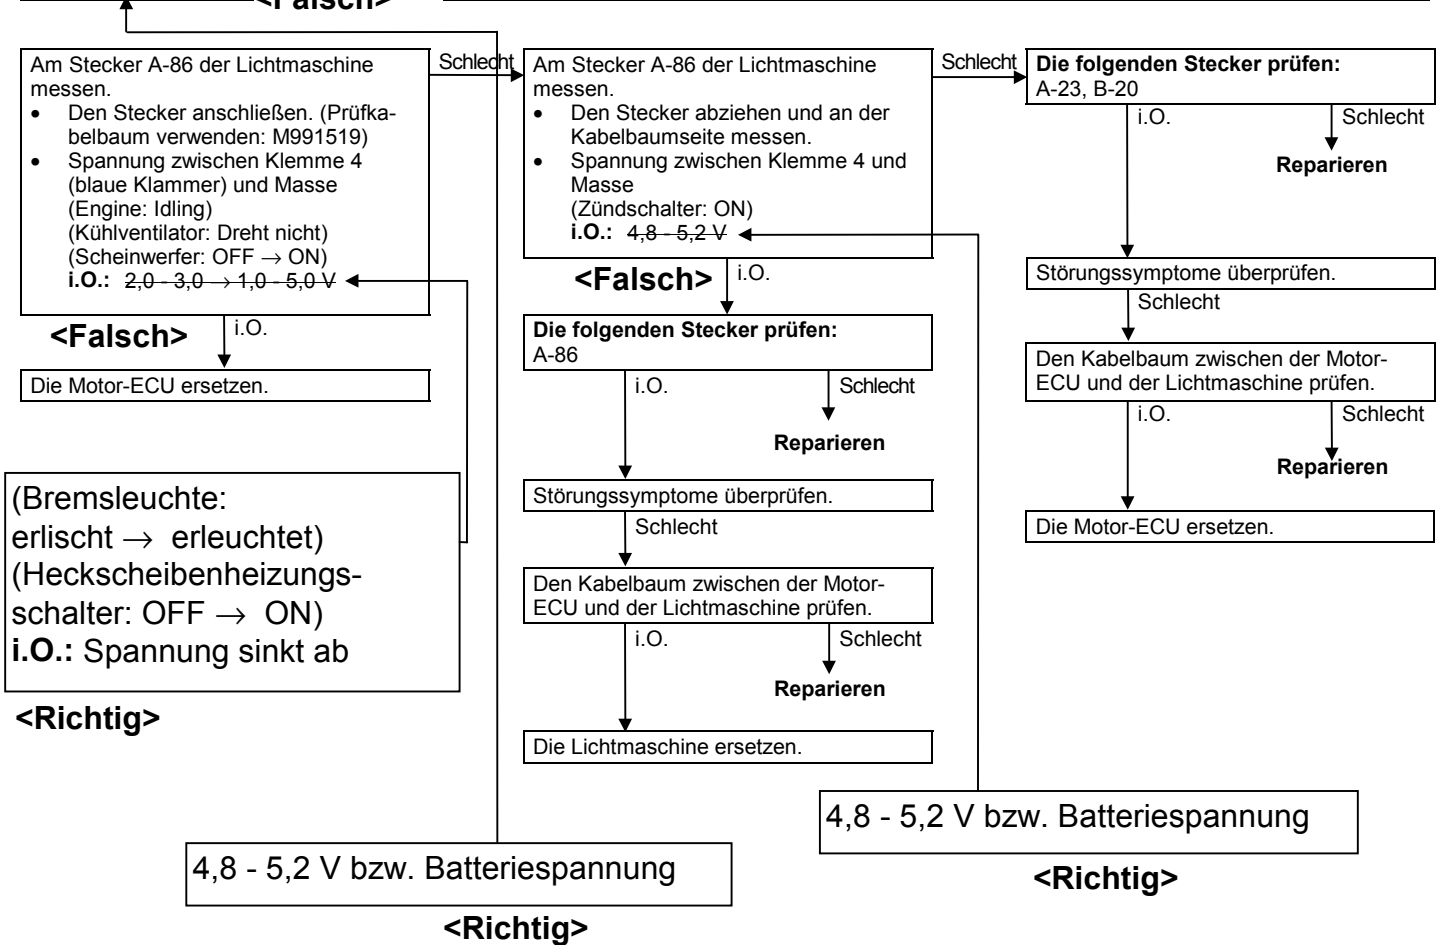 <Falsch>
Am Stecker A-86 der Lichtmaschine
messen.
• Den Stecker anschließen. (Prüfka-
belbaum verwenden: M991519)
• Spannung zwischen Klemme 4
(blaue Klammer) und Masse
(Engine: Idling)
(Kühlventilator: Dreht nicht)
(Scheinwerfer: OFF → ON)
i.O.: 2,0 - 3,0 → 1,0 - 5,0 V
<Falsch>
i.O.
Die Motor-ECU ersetzen.
(Bremsleuchte:
erlischt → erleuchtet)
(Heckscheibenheizungs-
schalter: OFF → ON)
i.O.: Spannung sinkt ab
<Richtig>
Schlecht
Am Stecker A-86 der Lichtmaschine
messen.
• Den Stecker abziehen und an der
Kabelbaumseite messen.
• Spannung zwischen Klemme 4 und
Masse
(Zündschalter: ON)
i.O.: 4,8 - 5,2 V
<Falsch>
i.O.
Die folgenden Stecker prüfen:
A-86
i.O.
Schlecht
Reparieren
Störungssymptome überprüfen.
Schlecht
Den Kabelbaum zwischen der Motor-
ECU und der Lichtmaschine prüfen.
i.O.
Schlecht
Reparieren
Die Lichtmaschine ersetzen.
Schlecht
Die folgenden Stecker prüfen:
A-23, B-20
i.O.
Schlecht
Reparieren
Störungssymptome überprüfen.
Schlecht
Den Kabelbaum zwischen der Motor-
ECU und der Lichtmaschine prüfen.
i.O.
Schlecht
Reparieren
Die Motor-ECU ersetzen.
4,8 - 5,2 V bzw. Batteriespannung
<Richtig>
4,8 - 5,2 V bzw. Batteriespannung
<Richtig>